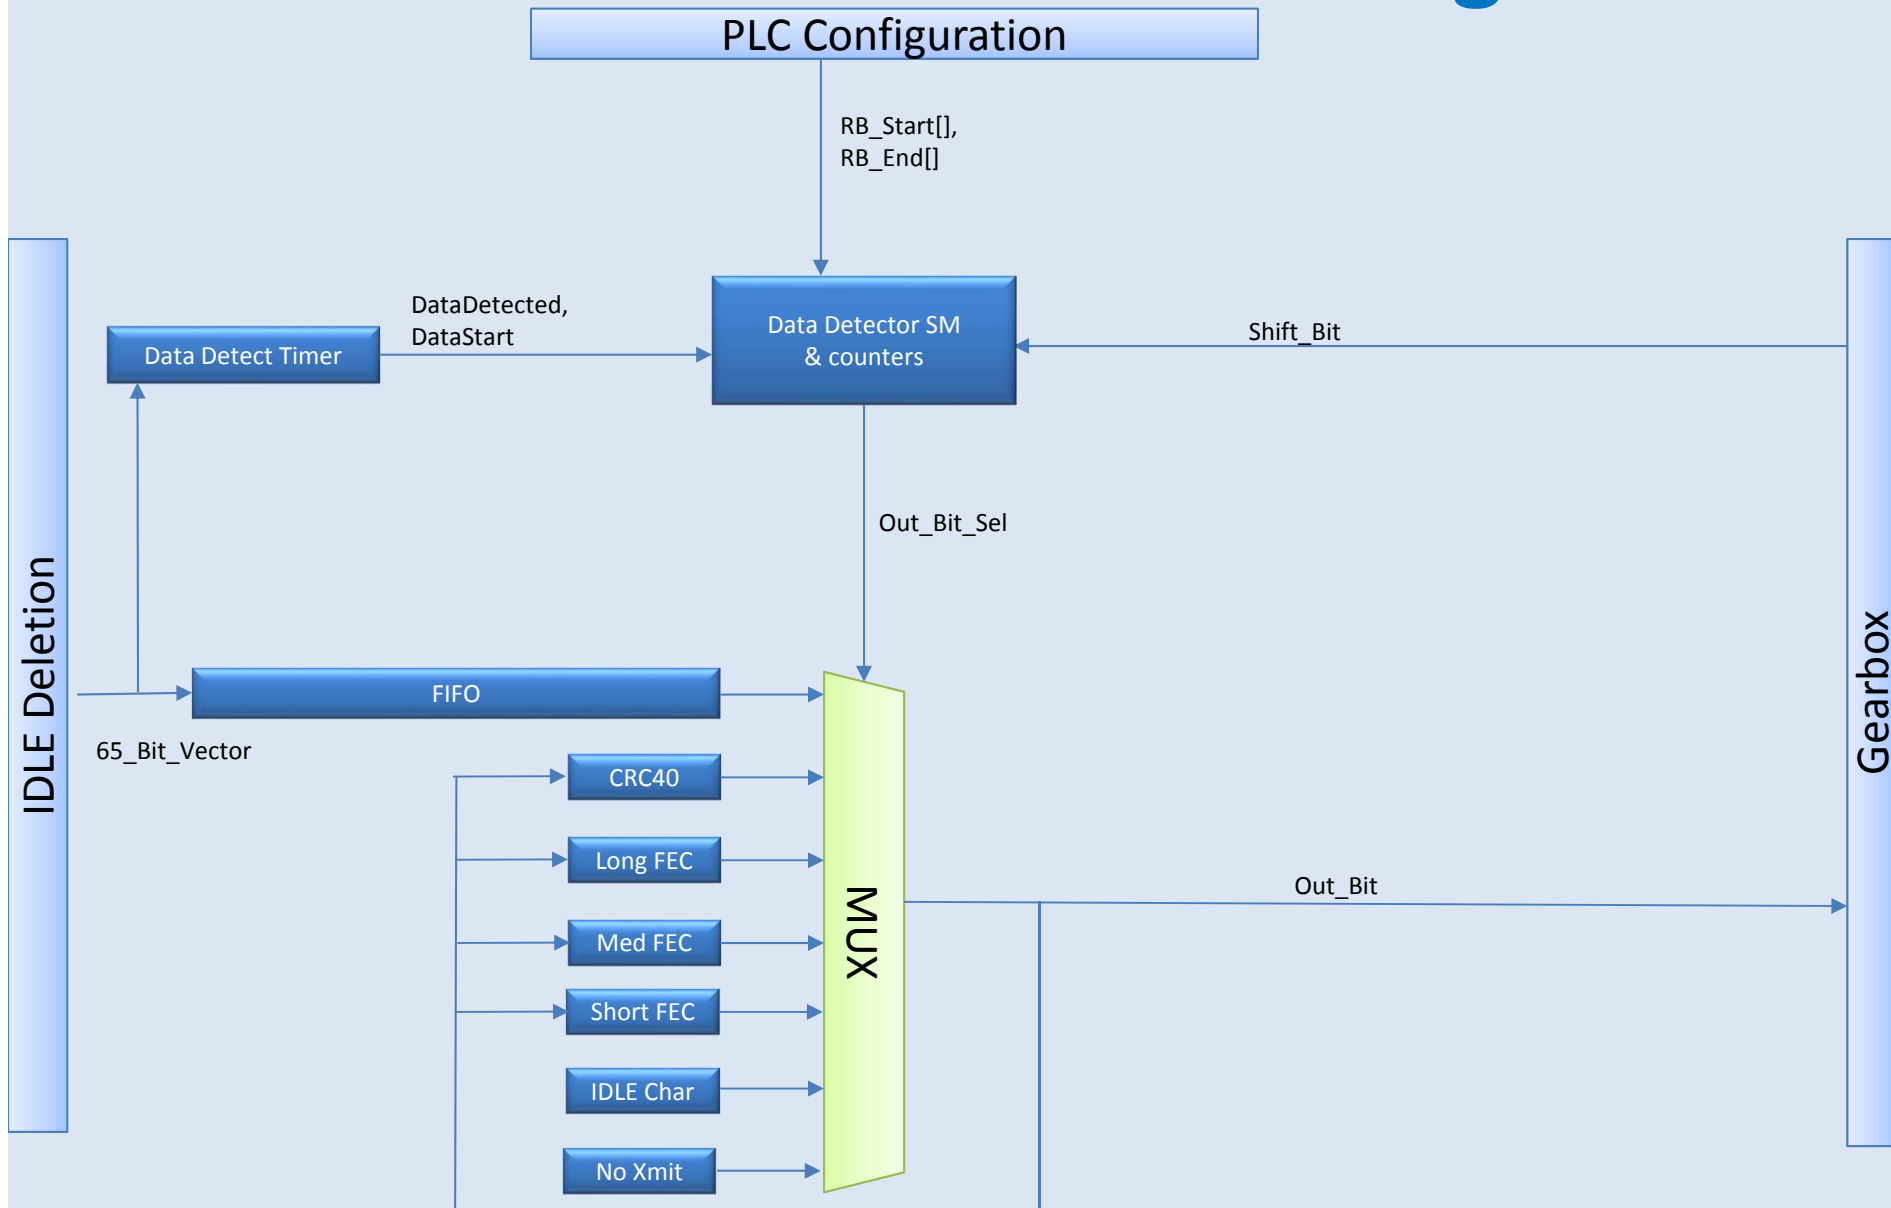 PLC Configuration
RB_Start[],
RB_End[]
DataDetected,
DataStart
Data Detector SM
& counters
Shift_Bit
Data Detect Timer
Out_Bit_Sel
IDLE Deletion
Gearbox
FIFO
65_Bit_Vector
CRC40
Long FEC
MUX
Out_Bit
Med FEC
Short FEC
IDLE Char
No Xmit